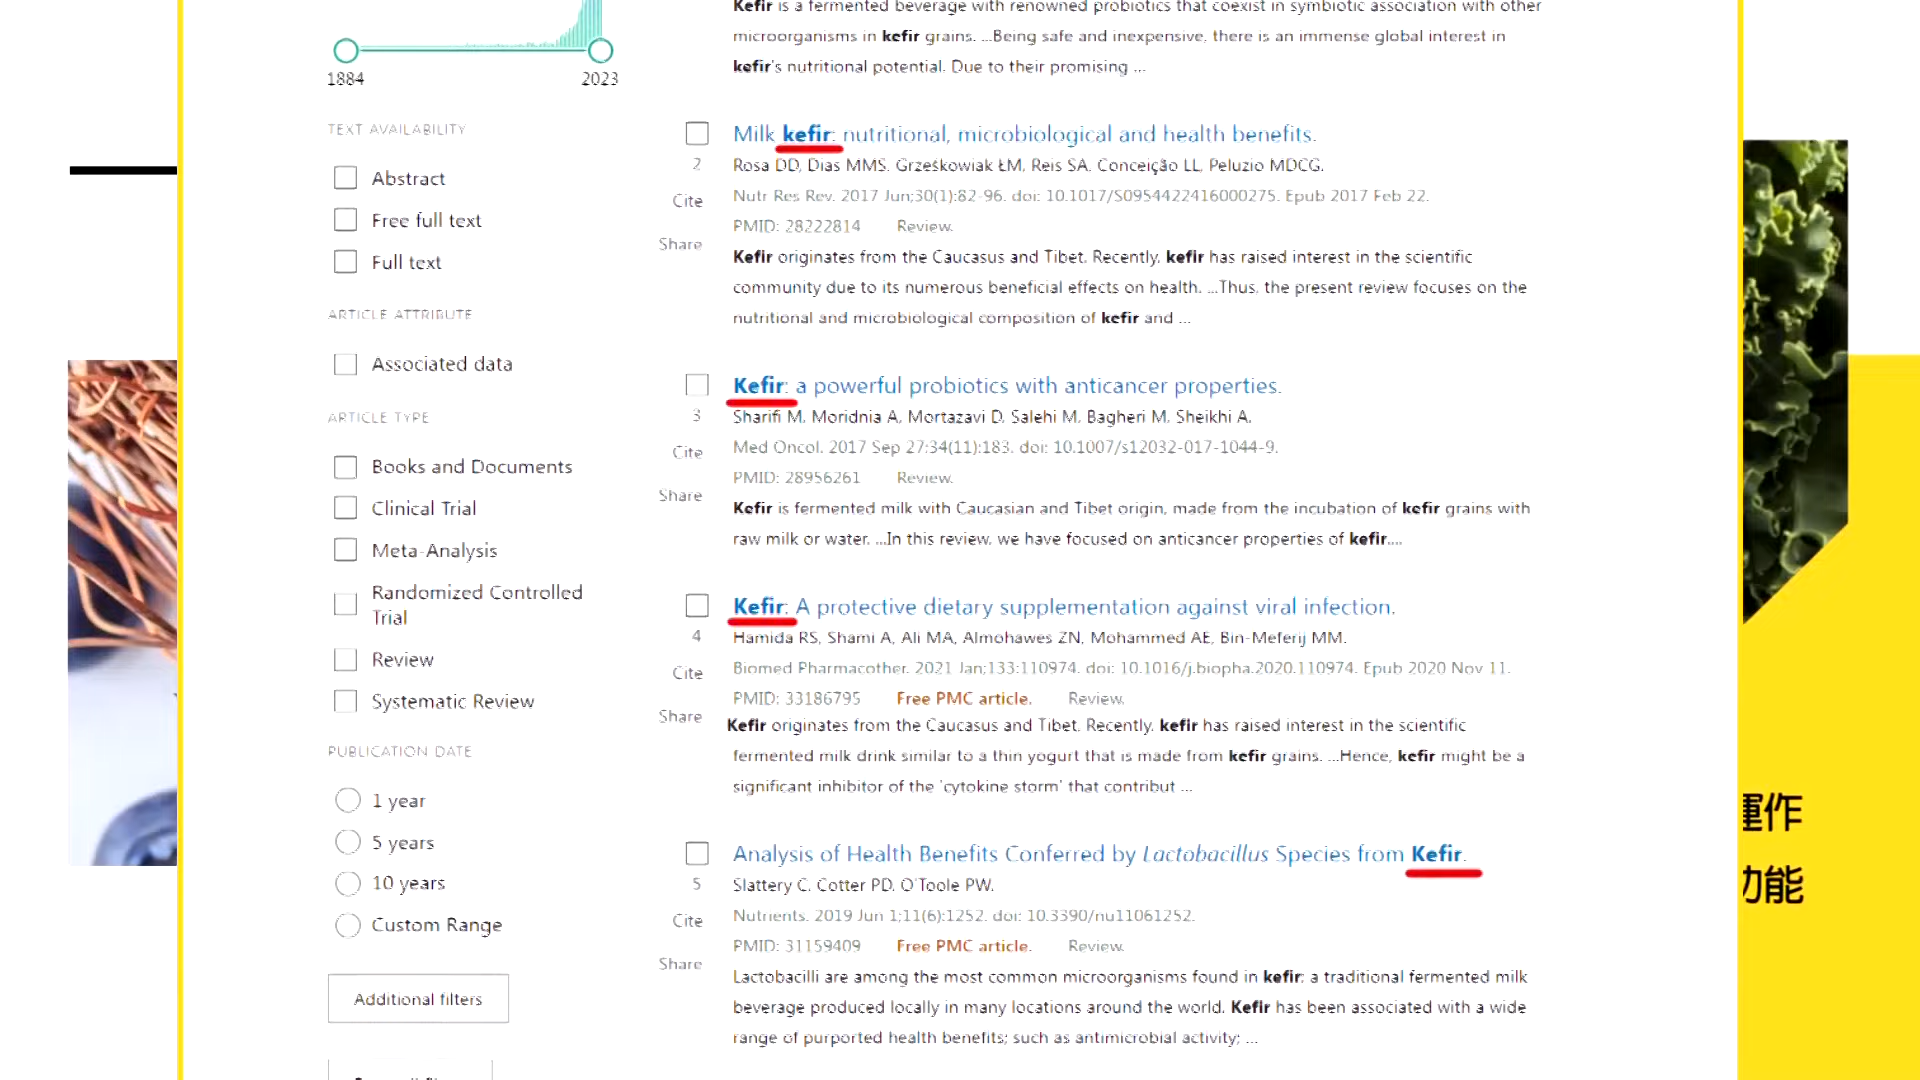 1884
2023
TEXT AVAILABILITY
Abstract
Free full text
Full text
ARTICLE ATTRIBUTE
Associated data
ARTICLE TYPE
Books and Documents
Clinical Trial
Meta-Analysis
Randomized Controlled
Trial
Review
Systematic Review
PUBLICATION DATE
1 year
5 years
10 years
Custom Range
Additional filters
Kefir is a fermented beverage with renowned probiotics that coexist in symbiotic association with other
microorganisms in kefir grains. ...Being safe and inexpensive, there is an immense global interest in
kefir's nutritional potential. Due to their promising ...
Milk kefir: nutritional, microbiological and health benefits.
2
Rosa DD, Dias MMS, Grześkowiak ŁM, Reis SA, Conceição LL, Peluzio MDCG.
Cite
Nutr Res Rev. 2017 Jun;30(1):82-96. doi: 10.1017/S0954422416000275. Epub 2017 Feb 22.
PMID: 28222814 Review.
Share
Kefir originates from the Caucasus and Tibet. Recently, kefir has raised interest in the scientific
community due to its numerous beneficial effects on health. ...Thus, the present review focuses on the
nutritional and microbiological composition of kefir and ...
Kefir: a powerful probiotics with anticancer properties.
3
Sharifi M, Moridnia A, Mortazavi D, Salehi M, Bagheri M, Sheikhi A.
Cite
Med Oncol. 2017 Sep 27;34(11):183. doi: 10.1007/s12032-017-1044-9.
PMID: 28956261 Review.
Share
Kefir is fermented milk with Caucasian and Tibet origin, made from the incubation of kefir grains with
raw milk or water. ...In this review, we have focused on anticancer properties of kefir....
Kefir: A protective dietary supplementation against viral infection.
4
Hamida RS, Shami A, Ali MA, Almohawes ZN, Mohammed AE, Bin-Meferij MM.
Cite
Biomed Pharmacother. 2021 Jan;133:110974. doi: 10.1016/j.biopha.2020.110974. Epub 2020 Nov 11.
PMID: 33186795 Free PMC article. Review.
Share
Kefir originates from the Caucasus and Tibet. Recently, kefir has raised interest in the scientific
fermented milk drink similar to a thin yogurt that is made from kefir grains. ...Hence, kefir might be a
significant inhibitor of the 'cytokine storm' that contribut ...
Analysis of Health Benefits Conferred by Lactobacillus Species from Kefir.
5
Slattery C, Cotter PD, O'Toole PW.
Cite
Nutrients. 2019 Jun 1;11(6):1252. doi: 10.3390/nu11061252.
PMID: 31159409 Free PMC article. Review.
Share
Lactobacilli are among the most common microorganisms found in kefir; a traditional fermented milk
beverage produced locally in many locations around the world. Kefir has been associated with a wide
range of purported health benefits; such as antimicrobial activity; ...
運作
功能